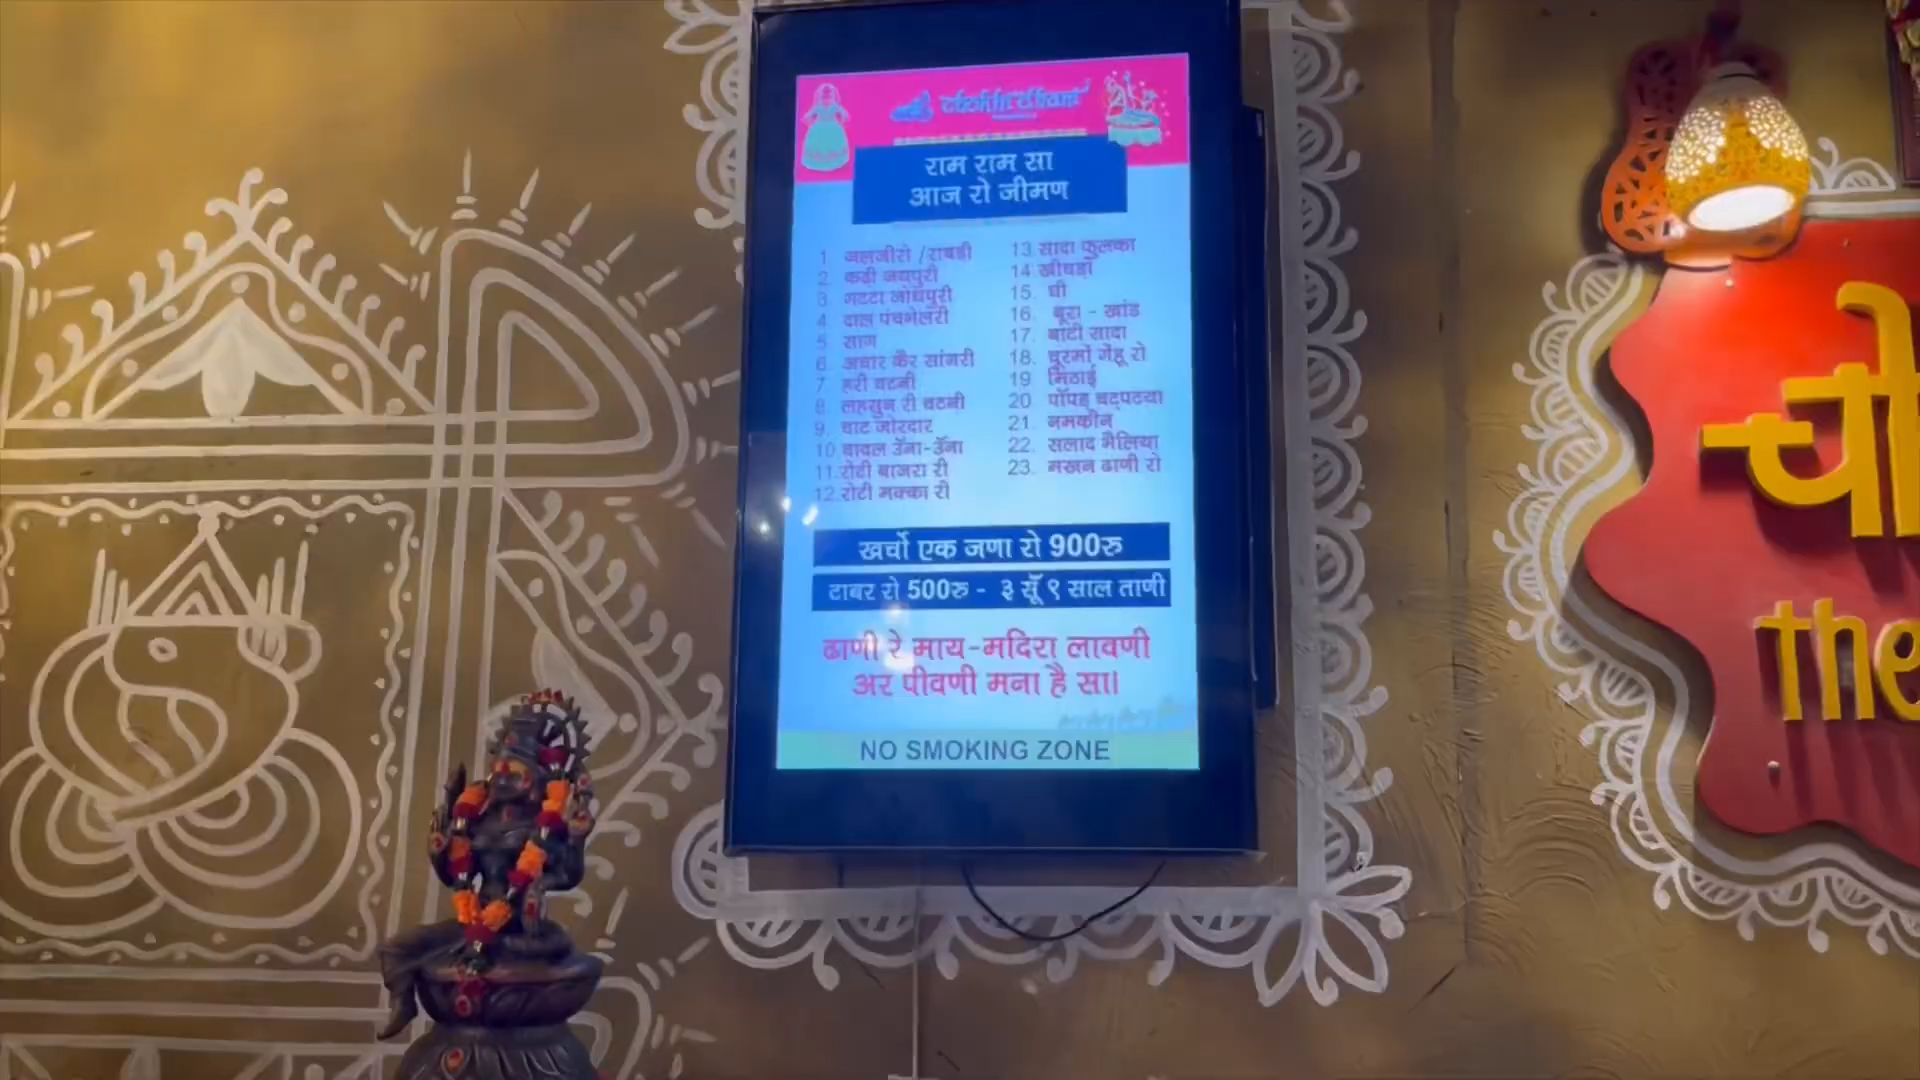 राम राम सा
आज रो जीमण
1 जलजीरो /राबडी
2. कढ़ी जयपुरी
3. गटटा जोधपुरी
4. दाल पंचमेलरी
5. साग
6. अचार कैर सांगरी
7. हरी चटनी
8. लहसुन री चटनी
9. चाट जोरदार
10 चावल उॅना-उॅना
11.रोटी बाजरा री
12.रोटी मक्का री
13 सादा फुलका
14 खीचड़ो
15. घी
16. बूरा - खांड
17. बाटी सादा
18. चूरमों गेंहू रो
19 मिठाई
20 पॉपड़ चट्पटया
21. नमकीन
22. सलाद मैलिया
23. मखन ढाणी रो
खर्चो एक जणा रो 900रु
टाबर रो 500रु - ३ सूँ ९ साल ताणी
ढाणी रे माय-मदिरा लावणी
अर पीवणी मना है सा।
NO SMOKING ZONE
चो
the